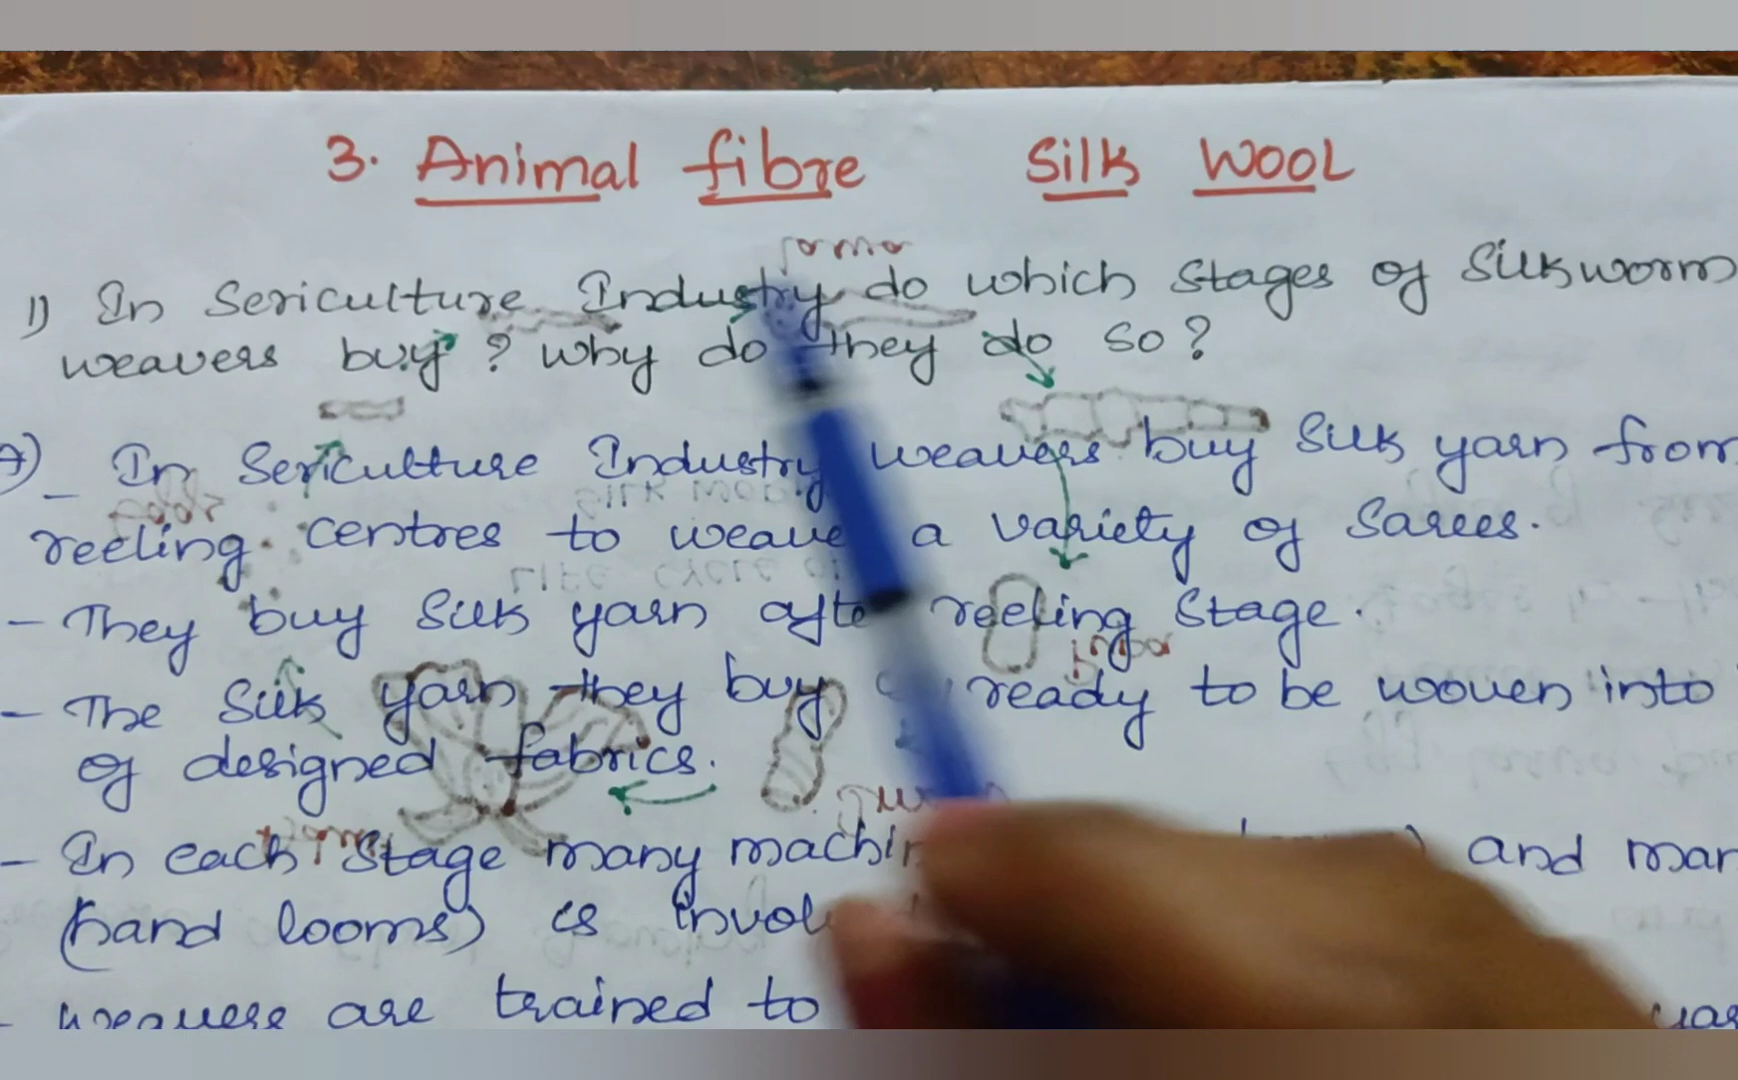 3. Animal fibre Silk Wool
1) In Sericulture Industry do which stages of Silkworm
weavers buy? Why do they do so?
A) - In Sericulture Industry weavers buy Silk yarn from
reeling centres to weave a variety of Sarees.
- They buy Silk yarn after reeling Stage.
- The Silk yarn they buy ready to be woven into
of designed fabrics.
- In each Stage many and
(hand looms) is
- weavers are trained to